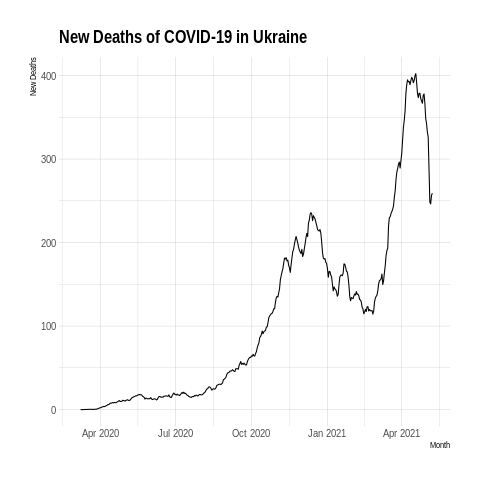 New Deaths of COVID-19 in Ukraine
New Deaths
400
300
200
100
0
Apr 2020 Jul 2020 Oct 2020 Jan 2021 Apr 2021
Month